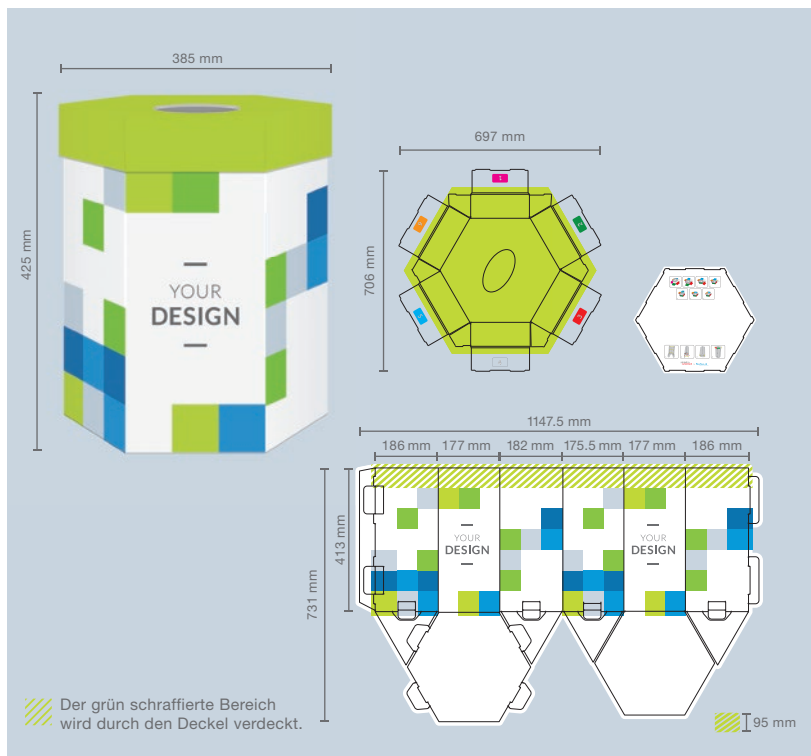 385 mm
425 mm
YOUR
DESIGN
697 mm
706 mm
1
1147.5 mm
186 mm 177 mm 182 mm 175.5 mm 177 mm 186 mm
413 mm
731 mm
YOUR
DESIGN
YOUR
DESIGN
Der grün schraffierte Bereich
wird durch den Deckel verdeckt.
95 mm